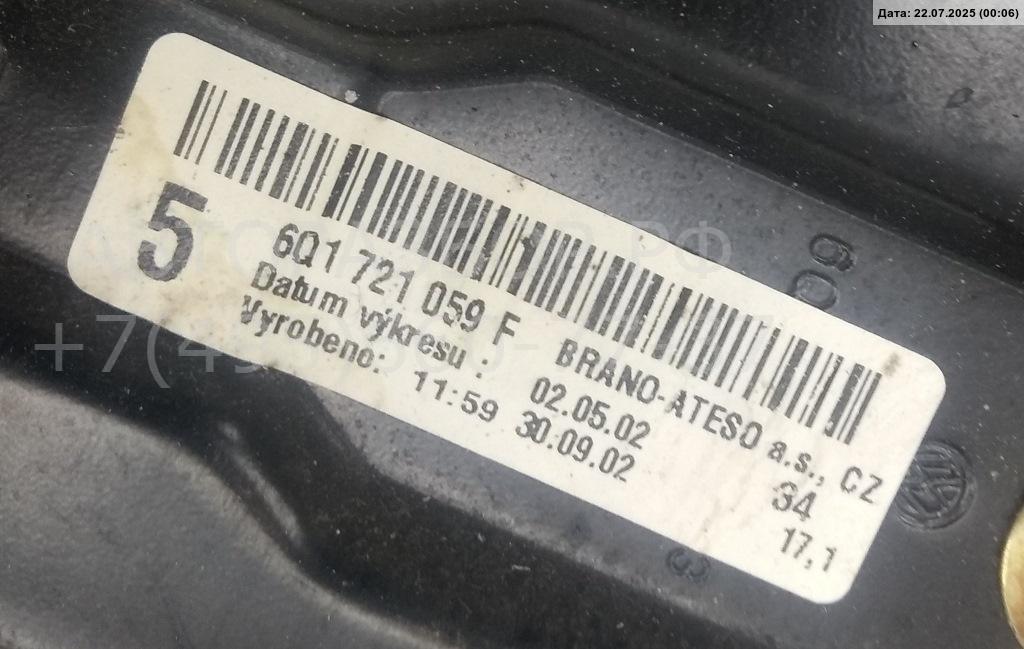 Дата: 22.07.2025 (00:06)
5
6Q1 721 059 F BRANO-ATESO a.s., CZ
Datum výkresu : 02.05.02 34
Vyrobeno: 11:59 30.09.02 17,1